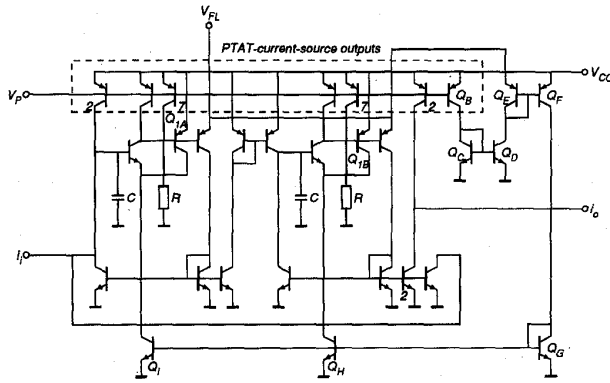 V_FL
PTAT-current-source outputs
V_P
V_CC
2
7
7
2
Q_B
Q_E
Q_F
Q_1A
Q_1B
Q_C
Q_D
C
R
C
R
I_i
i_o
2
Q_I
Q_H
Q_G